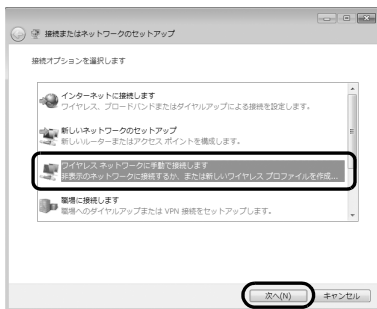 接続またはネットワークのセットアップ
接続オプションを選択します
インターネットに接続します
ワイヤレス、ブロードバンドまたはダイヤルアップによる接続を設定します。
新しいネットワークのセットアップ
新しいルーターまたはアクセス ポイントを構成します。
ワイヤレス ネットワークに手動で接続します
非表示のネットワークに接続するか、または新しいワイヤレス プロファイルを作成...
職場に接続します
職場へのダイヤルアップまたは VPN 接続をセットアップします。
次へ(N)
キャンセル